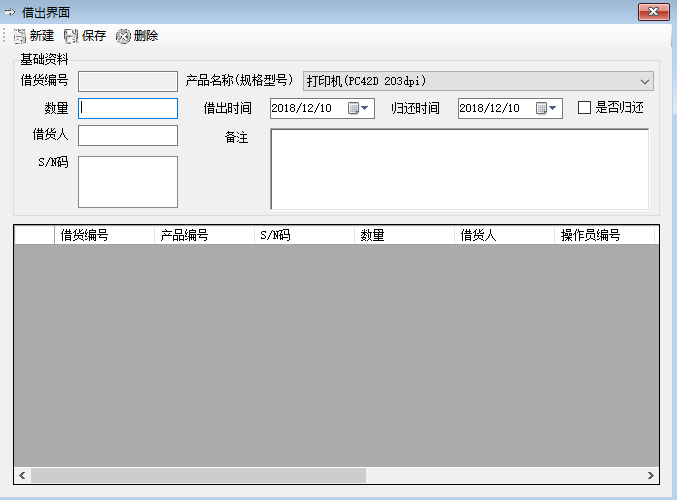 借出界面
新建 保存 删除
基础资料
借货编号 产品名称(规格型号) 打印机(PC42D 203dpi)
数量 借出时间 2018/12/10 归还时间 2018/12/10 是否归还
借货人 备注
S/N码
借货编号 产品编号 S/N码 数量 借货人 操作员编号